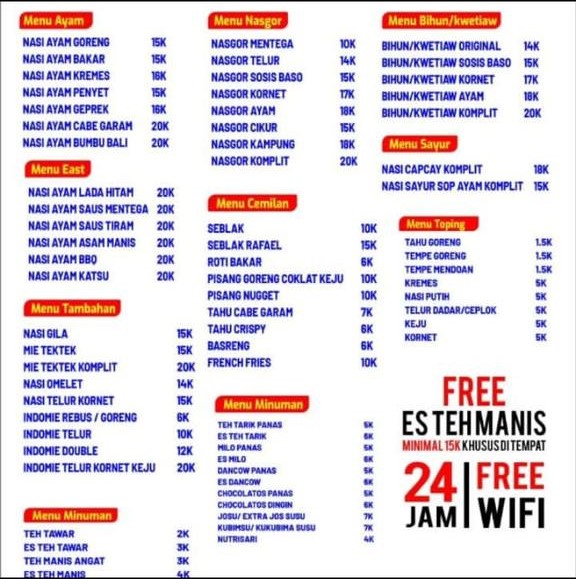 Menu Ayam
NASI AYAM GORENG 15K
NASI AYAM BAKAR 15K
NASI AYAM KREMES 16K
NASI AYAM PENYET 15K
NASI AYAM GEPREK 16K
NASI AYAM CABE GARAM 20K
NASI AYAM BUMBU BALI 20K
Menu East
NASI AYAM LADA HITAM 20K
NASI AYAM SAUS MENTEGA 20K
NASI AYAM SAUS TIRAM 20K
NASI AYAM ASAM MANIS 20K
NASI AYAM BBQ 20K
NASI AYAM KATSU 20K
Menu Tambahan
NASI GILA 15K
MIE TEKTEK 15K
MIE TEKTEK KOMPLIT 20K
NASI OMELET 14K
NASI TELUR KORNET 15K
INDOMIE REBUS / GORENG 6K
INDOMIE TELUR 10K
INDOMIE DOUBLE 12K
INDOMIE TELUR KORNET KEJU 20K
Menu Minuman
TEH TAWAR 2K
ES TEH TAWAR 3K
TEH MANIS ANGAT 3K
ES TEH MANIS 4K
Menu Nasgor
NASGOR MENTEGA 10K
NASGOR TELUR 14K
NASGOR SOSIS BASO 15K
NASGOR KORNET 17K
NASGOR AYAM 18K
NASGOR CIKUR 15K
NASGOR KAMPUNG 18K
NASGOR KOMPLIT 20K
Menu Cemilan
SEBLAK 10K
SEBLAK RAFAEL 15K
ROTI BAKAR 6K
PISANG GORENG COKLAT KEJU 10K
PISANG NUGGET 10K
TAHU CABE GARAM 7K
TAHU CRISPY 6K
BASRENG 6K
FRENCH FRIES 10K
Menu Minuman
TEH TARIK PANAS 5K
ES TEH TARIK 6K
MILO PANAS 5K
ES MILO 6K
DANCOW PANAS 5K
ES DANCOW 6K
CHOCOLATOS PANAS 5K
CHOCOLATOS DINGIN 6K
JOSU/ EXTRA JOS SUSU 7K
KUBIMSU/ KUKUBIMA SUSU 7K
NUTRISARI 4K
Menu Bihun/kwetiaw
BIHUN/KWETIAW ORIGINAL 14K
BIHUN/KWETIAW SOSIS BASO 15K
BIHUN/KWETIAW KORNET 17K
BIHUN/KWETIAW AYAM 18K
BIHUN/KWETIAW KOMPLIT 20K
Menu Sayur
NASI CAPCAY KOMPLIT 18K
NASI SAYUR SOP AYAM KOMPLIT 15K
Menu Toping
TAHU GORENG 1.5K
TEMPE GORENG 1.5K
TEMPE MENDOAN 1.5K
KREMES 5K
NASI PUTIH 5K
TELUR DADAR/CEPLOK 5K
KEJU 5K
KORNET 5K
FREE
ES TEH MANIS
MINIMAL 15K KHUSUS DI TEMPAT
24 JAM
FREE WIFI